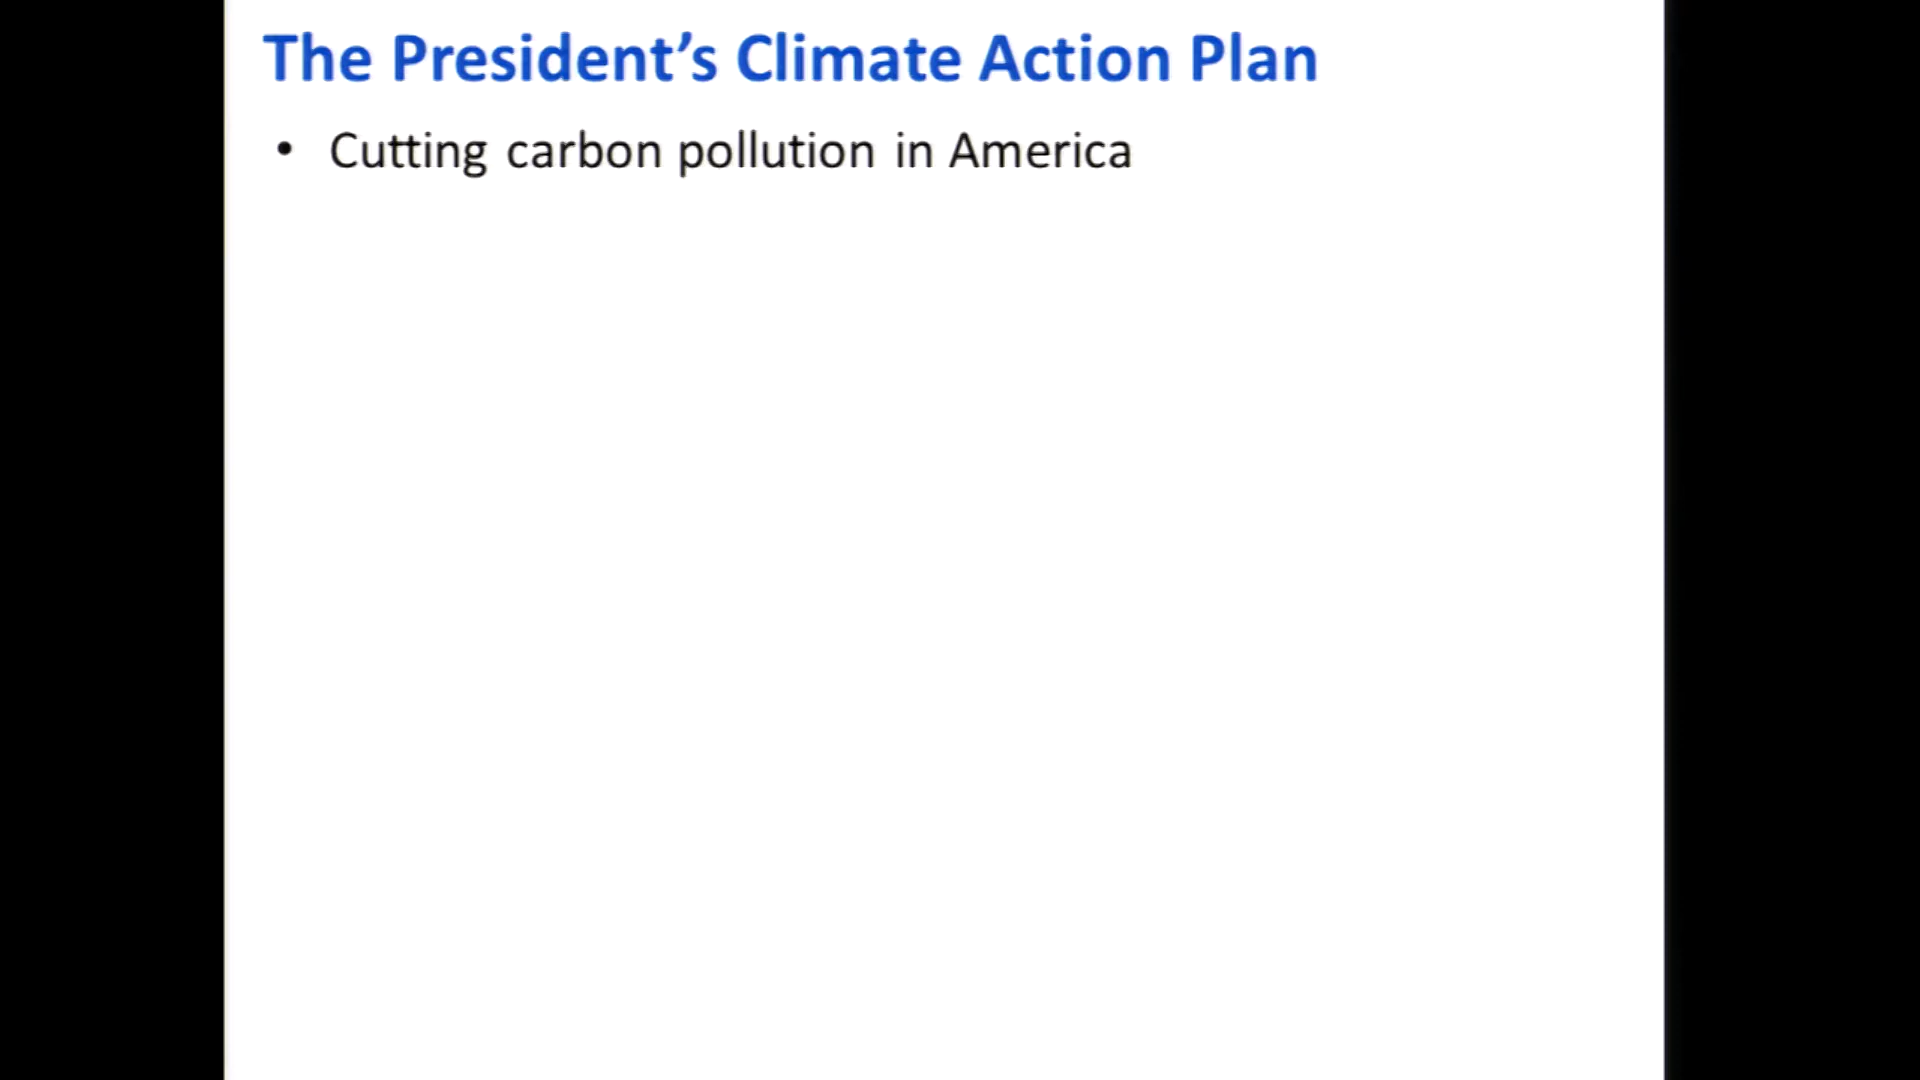 The President’s Climate Action Plan
• Cutting carbon pollution in America